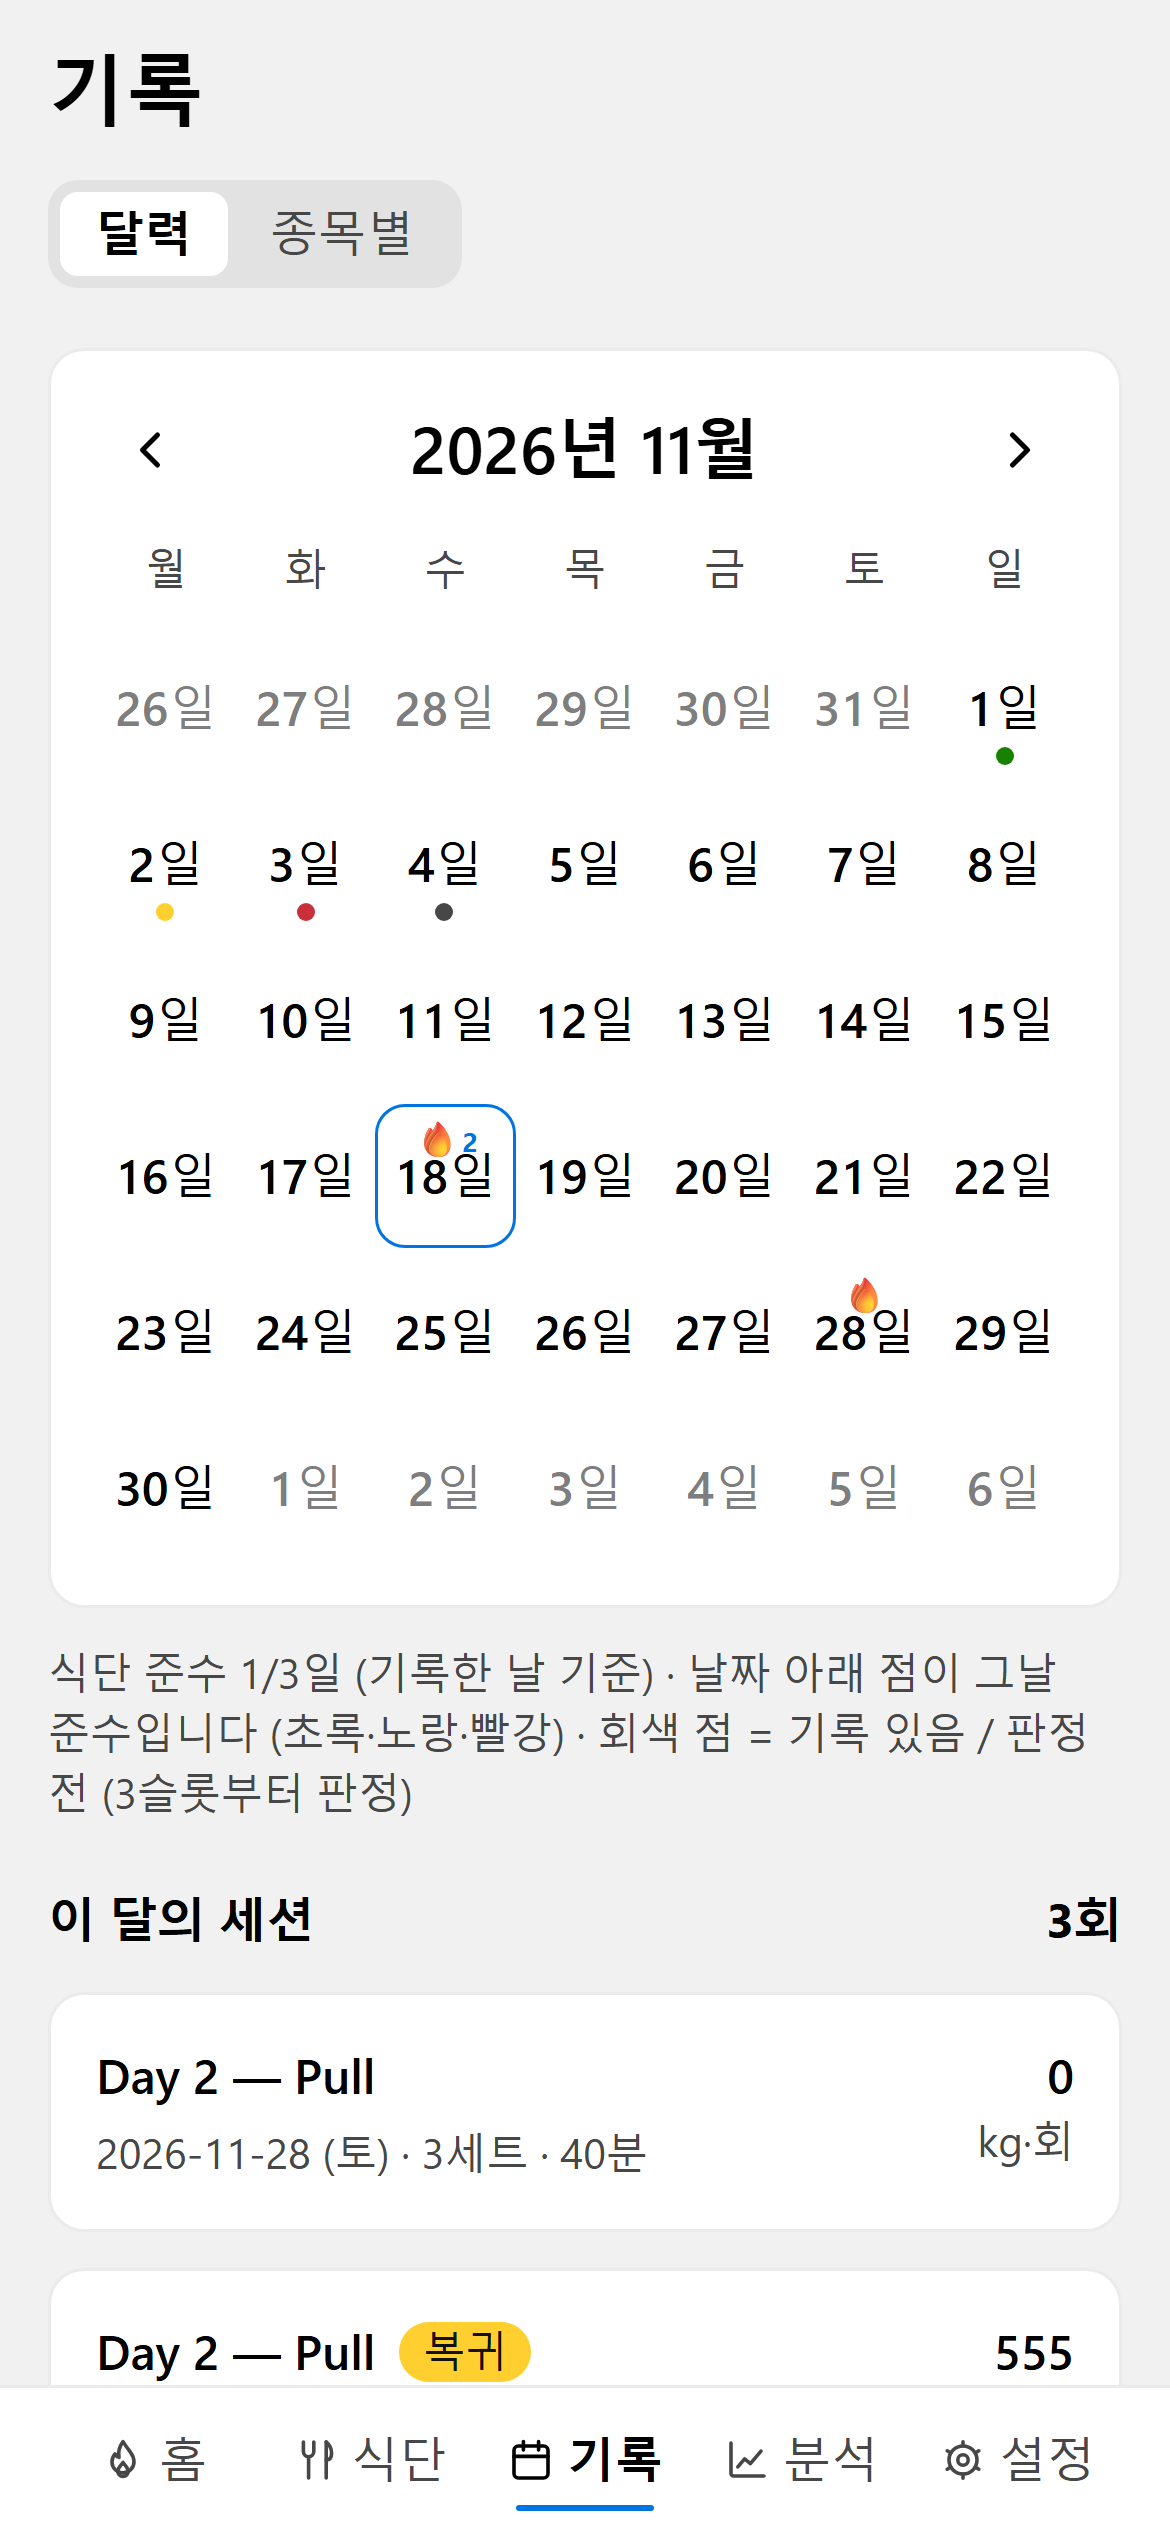 기록
달력 종목별
2026년 11월
월 화 수 목 금 토 일
26일 27일 28일 29일 30일 31일 1일
2일 3일 4일 5일 6일 7일 8일
9일 10일 11일 12일 13일 14일 15일
2
16일 17일 18일 19일 20일 21일 22일
23일 24일 25일 26일 27일 28일 29일
30일 1일 2일 3일 4일 5일 6일
식단 준수 1/3일 (기록한 날 기준) · 날짜 아래 점이 그날
준수입니다 (초록·노랑·빨강) · 회색 점 = 기록 있음 / 판정
전 (3슬롯부터 판정)
이 달의 세션 3회
Day 2 — Pull 0
2026-11-28 (토) · 3세트 · 40분 kg·회
Day 2 — Pull 복귀 555
홈 식단 기록 분석 설정